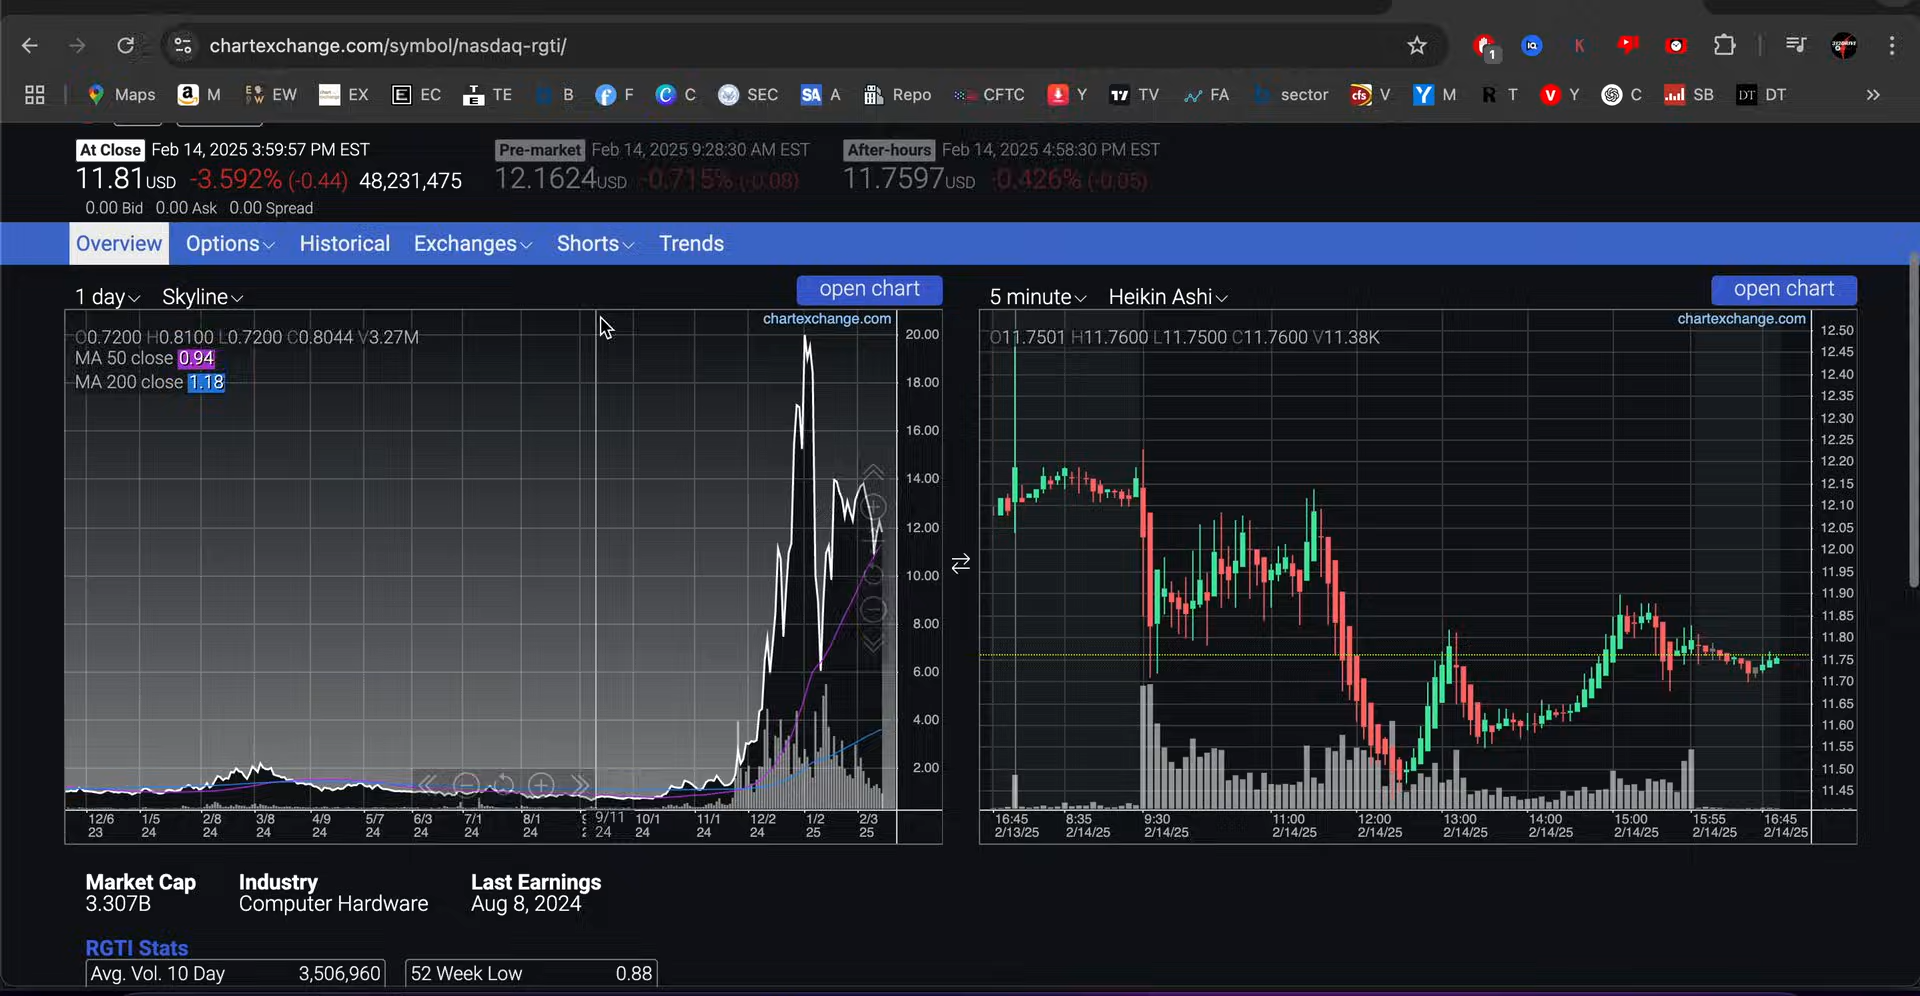 chartexchange.com/symbol/nasdaq-rgti/
1
Maps M EW EX EC TE B F C SEC SA A Repo CFTC Y TV FA sector cfs V M R T Y C SB DT DT
At Close Feb 14, 2025 3:59:57 PM EST
11.81 USD -3.592% (-0.44) 48,231,475
0.00 Bid 0.00 Ask 0.00 Spread
Pre-market Feb 14, 2025 9:28:30 AM EST
12.1624 USD -0.715% (-0.08)
After-hours Feb 14, 2025 4:58:30 PM EST
11.7597 USD -0.426% (-0.05)
Overview Options Historical Exchanges Shorts Trends
1 day Skyline open chart
chartexchange.com
O0.7200 H0.8100 L0.7200 C0.8044 V3.27M
MA 50 close 0.94
MA 200 close 1.18
20.00
18.00
16.00
14.00
12.00
10.00
8.00
6.00
4.00
2.00
12/6 1/5 2/8 3/8 4/9 5/7 6/3 7/1 8/1 9/11 10/1 11/1 12/2 1/2 2/3
23 24 24 24 24 24 24 24 24 24 24 24 24 25 25
5 minute Heikin Ashi open chart
chartexchange.com
O11.7501 H11.7600 L11.7500 C11.7600 V11.38K
12.50
12.45
12.40
12.35
12.30
12.25
12.20
12.15
12.10
12.05
12.00
11.95
11.90
11.85
11.80
11.75
11.70
11.65
11.60
11.55
11.50
11.45
16:45 8:35 9:30 11:00 12:00 13:00 14:00 15:00 15:55 16:45
2/13/25 2/14/25 2/14/25 2/14/25 2/14/25 2/14/25 2/14/25 2/14/25 2/14/25 2/14/25
Market Cap Industry Last Earnings
3.307B Computer Hardware Aug 8, 2024
RGTI Stats
Avg. Vol. 10 Day 3,506,960 52 Week Low 0.88